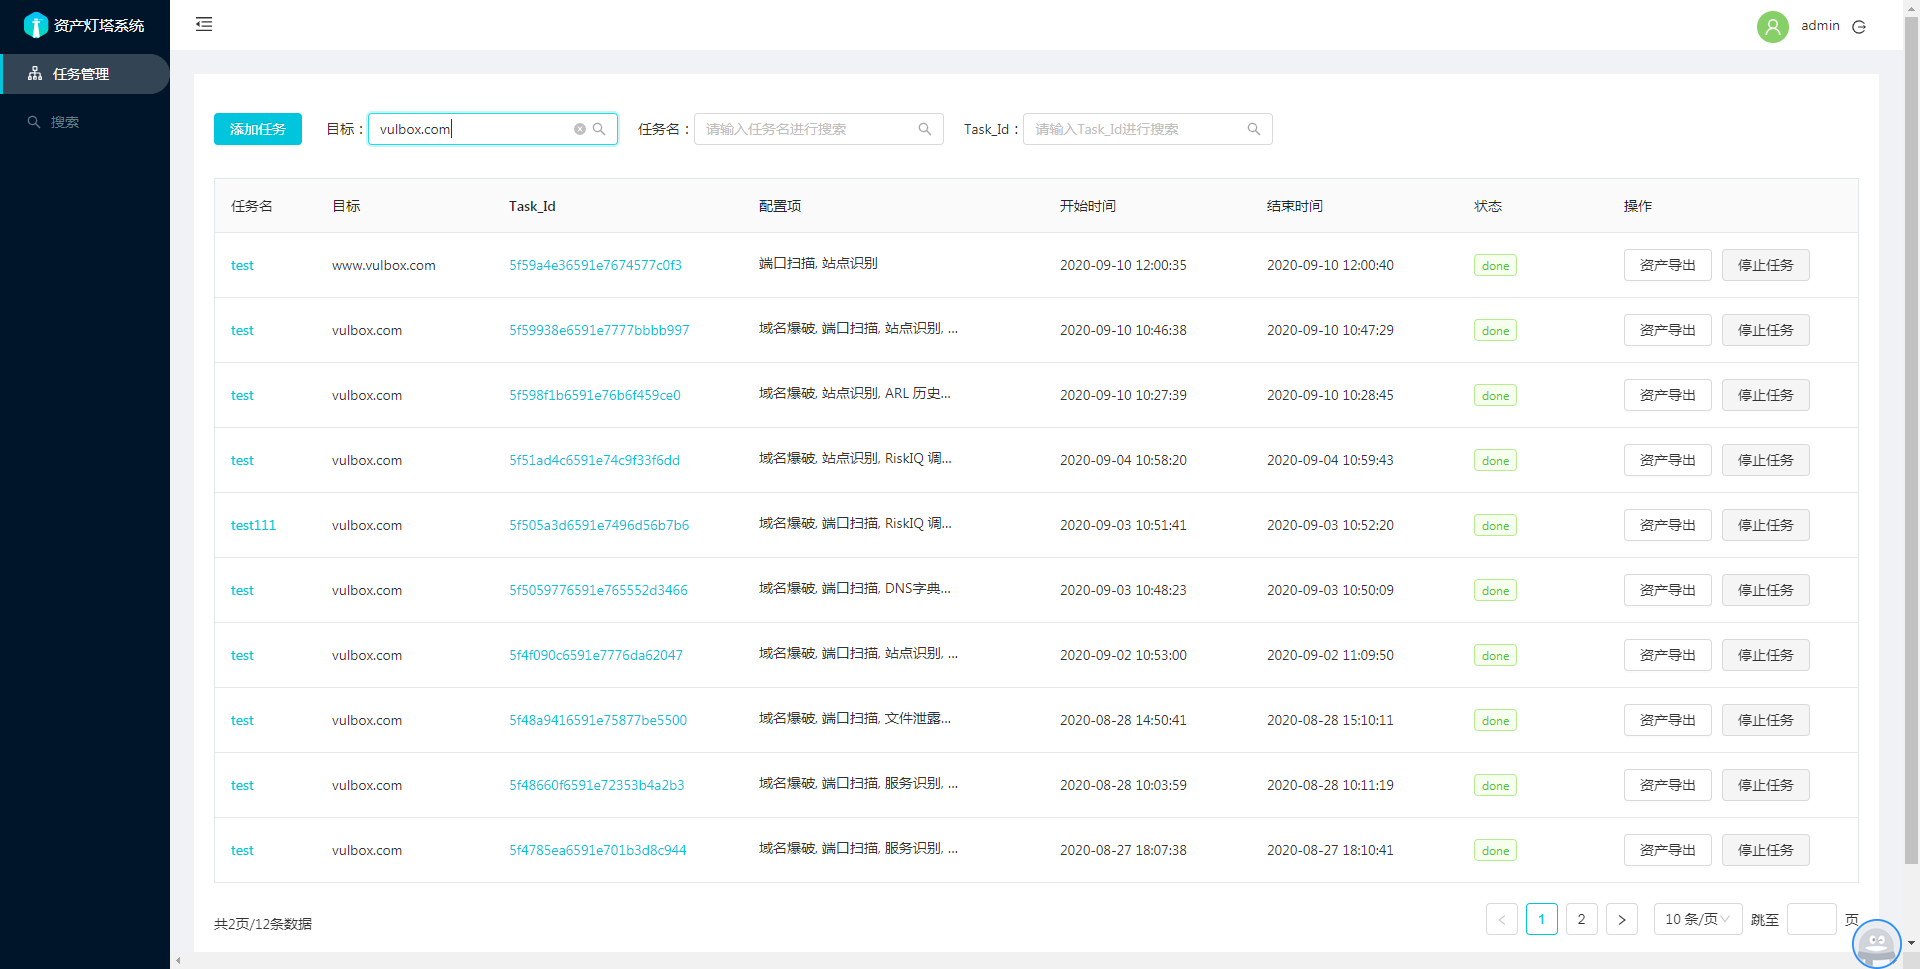 资产灯塔系统
admin
任务管理
搜索
添加任务 目标： vulbox.com 任务名： 请输入任务名进行搜索 Task_Id： 请输入Task_Id进行搜索
任务名 目标 Task_Id 配置项 开始时间 结束时间 状态 操作
test www.vulbox.com 5f59a4e36591e7674577c0f3 端口扫描, 站点识别 2020-09-10 12:00:35 2020-09-10 12:00:40 done 资产导出 停止任务
test vulbox.com 5f59938e6591e7777bbbb997 域名爆破, 端口扫描, 站点识别, ... 2020-09-10 10:46:38 2020-09-10 10:47:29 done 资产导出 停止任务
test vulbox.com 5f598f1b6591e76b6f459ce0 域名爆破, 站点识别, ARL 历史... 2020-09-10 10:27:39 2020-09-10 10:28:45 done 资产导出 停止任务
test vulbox.com 5f51ad4c6591e74c9f33f6dd 域名爆破, 站点识别, RiskIQ 调... 2020-09-04 10:58:20 2020-09-04 10:59:43 done 资产导出 停止任务
test111 vulbox.com 5f505a3d6591e7496d56b7b6 域名爆破, 端口扫描, RiskIQ 调... 2020-09-03 10:51:41 2020-09-03 10:52:20 done 资产导出 停止任务
test vulbox.com 5f5059776591e765552d3466 域名爆破, 端口扫描, DNS字典... 2020-09-03 10:48:23 2020-09-03 10:50:09 done 资产导出 停止任务
test vulbox.com 5f4f090c6591e7776da62047 域名爆破, 端口扫描, 站点识别, ... 2020-09-02 10:53:00 2020-09-02 11:09:50 done 资产导出 停止任务
test vulbox.com 5f48a9416591e75877be5500 域名爆破, 端口扫描, 文件泄露... 2020-08-28 14:50:41 2020-08-28 15:10:11 done 资产导出 停止任务
test vulbox.com 5f48660f6591e72353b4a2b3 域名爆破, 端口扫描, 服务识别, ... 2020-08-28 10:03:59 2020-08-28 10:11:19 done 资产导出 停止任务
test vulbox.com 5f4785ea6591e701b3d8c944 域名爆破, 端口扫描, 服务识别, ... 2020-08-27 18:07:38 2020-08-27 18:10:41 done 资产导出 停止任务
共2页/12条数据 < 1 2 > 10 条/页 跳至 页